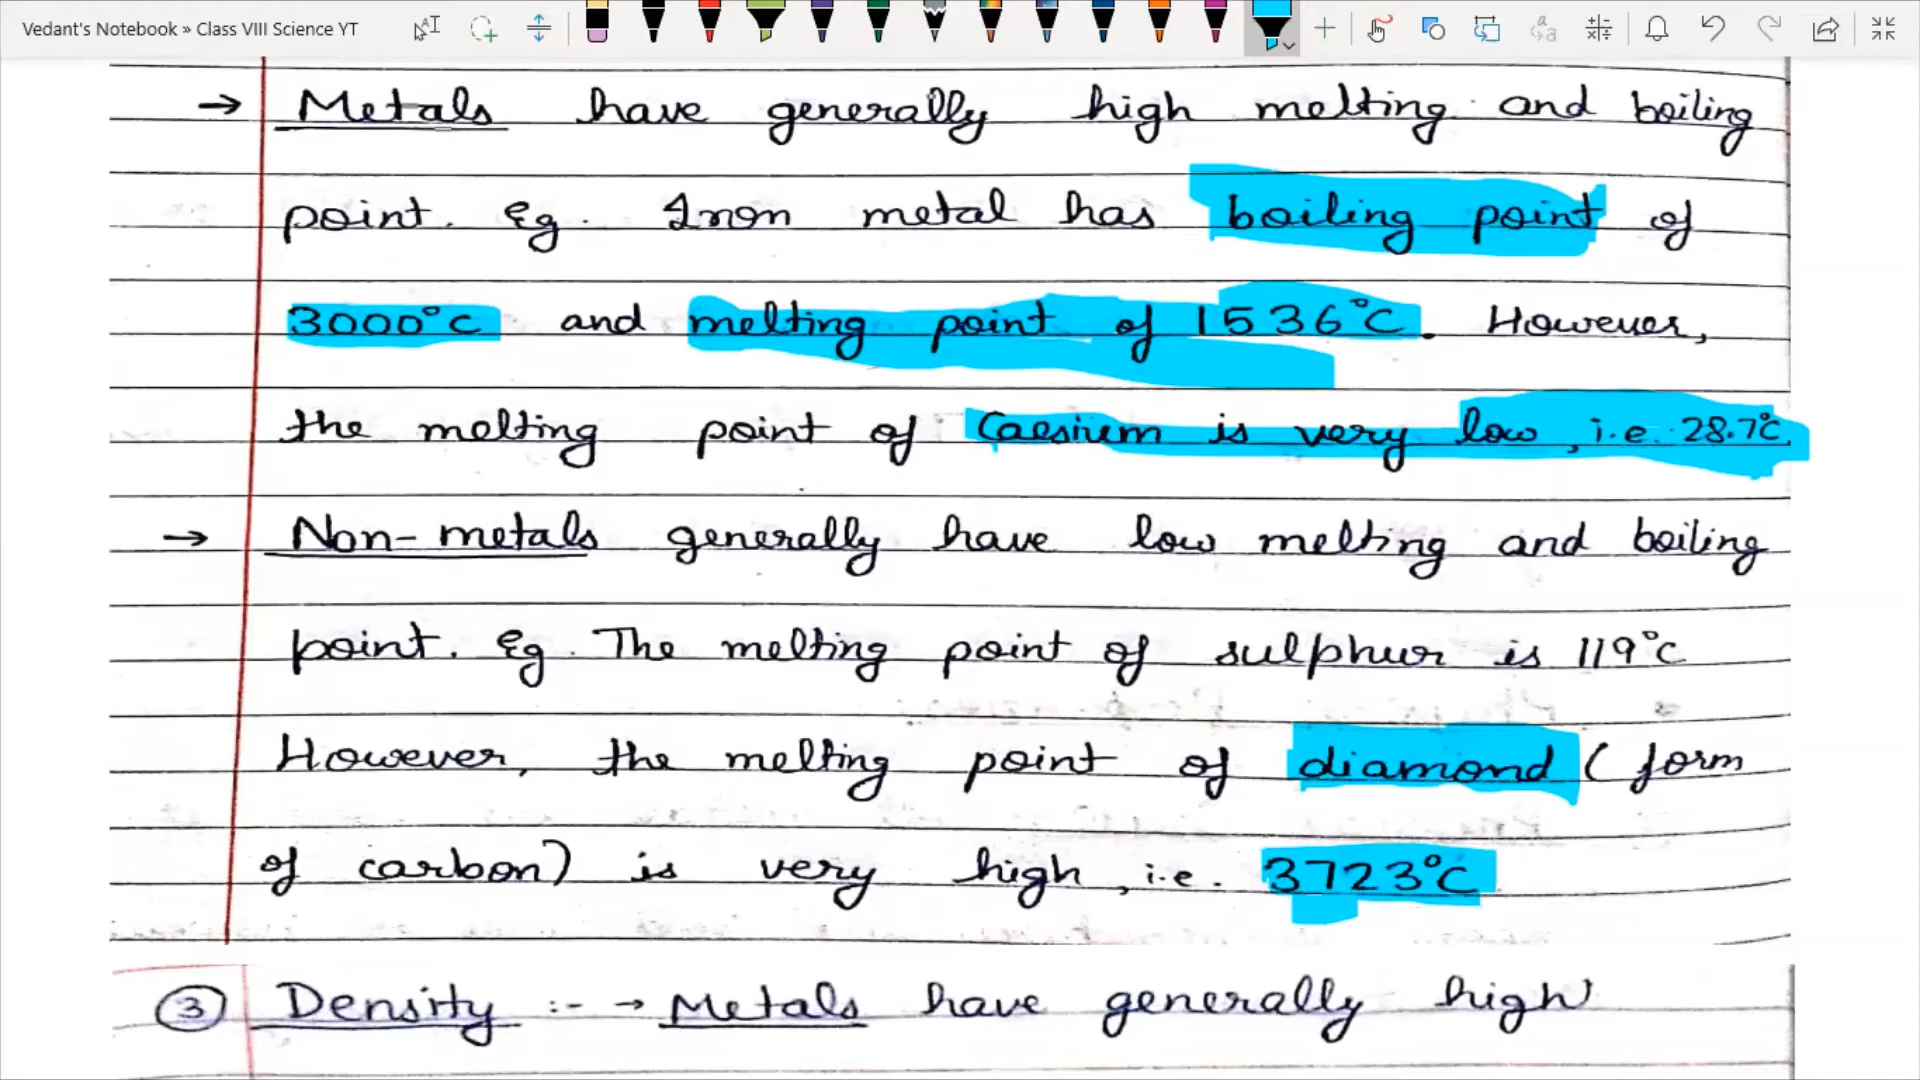 Vedant's Notebook » Class VIII Science YT
→ Metals have generally high melting and boiling
point. Eg. Iron metal has boiling point of
3000°C and melting point of 1536°C. However,
the melting point of Caesium is very low, i.e. 28.7°C
→ Non-metals generally have low melting and boiling
point. Eg. The melting point of sulphur is 119°C
However, the melting point of diamond (form
of carbon) is very high, i.e. 3723°C
③ Density :- → Metals have generally high